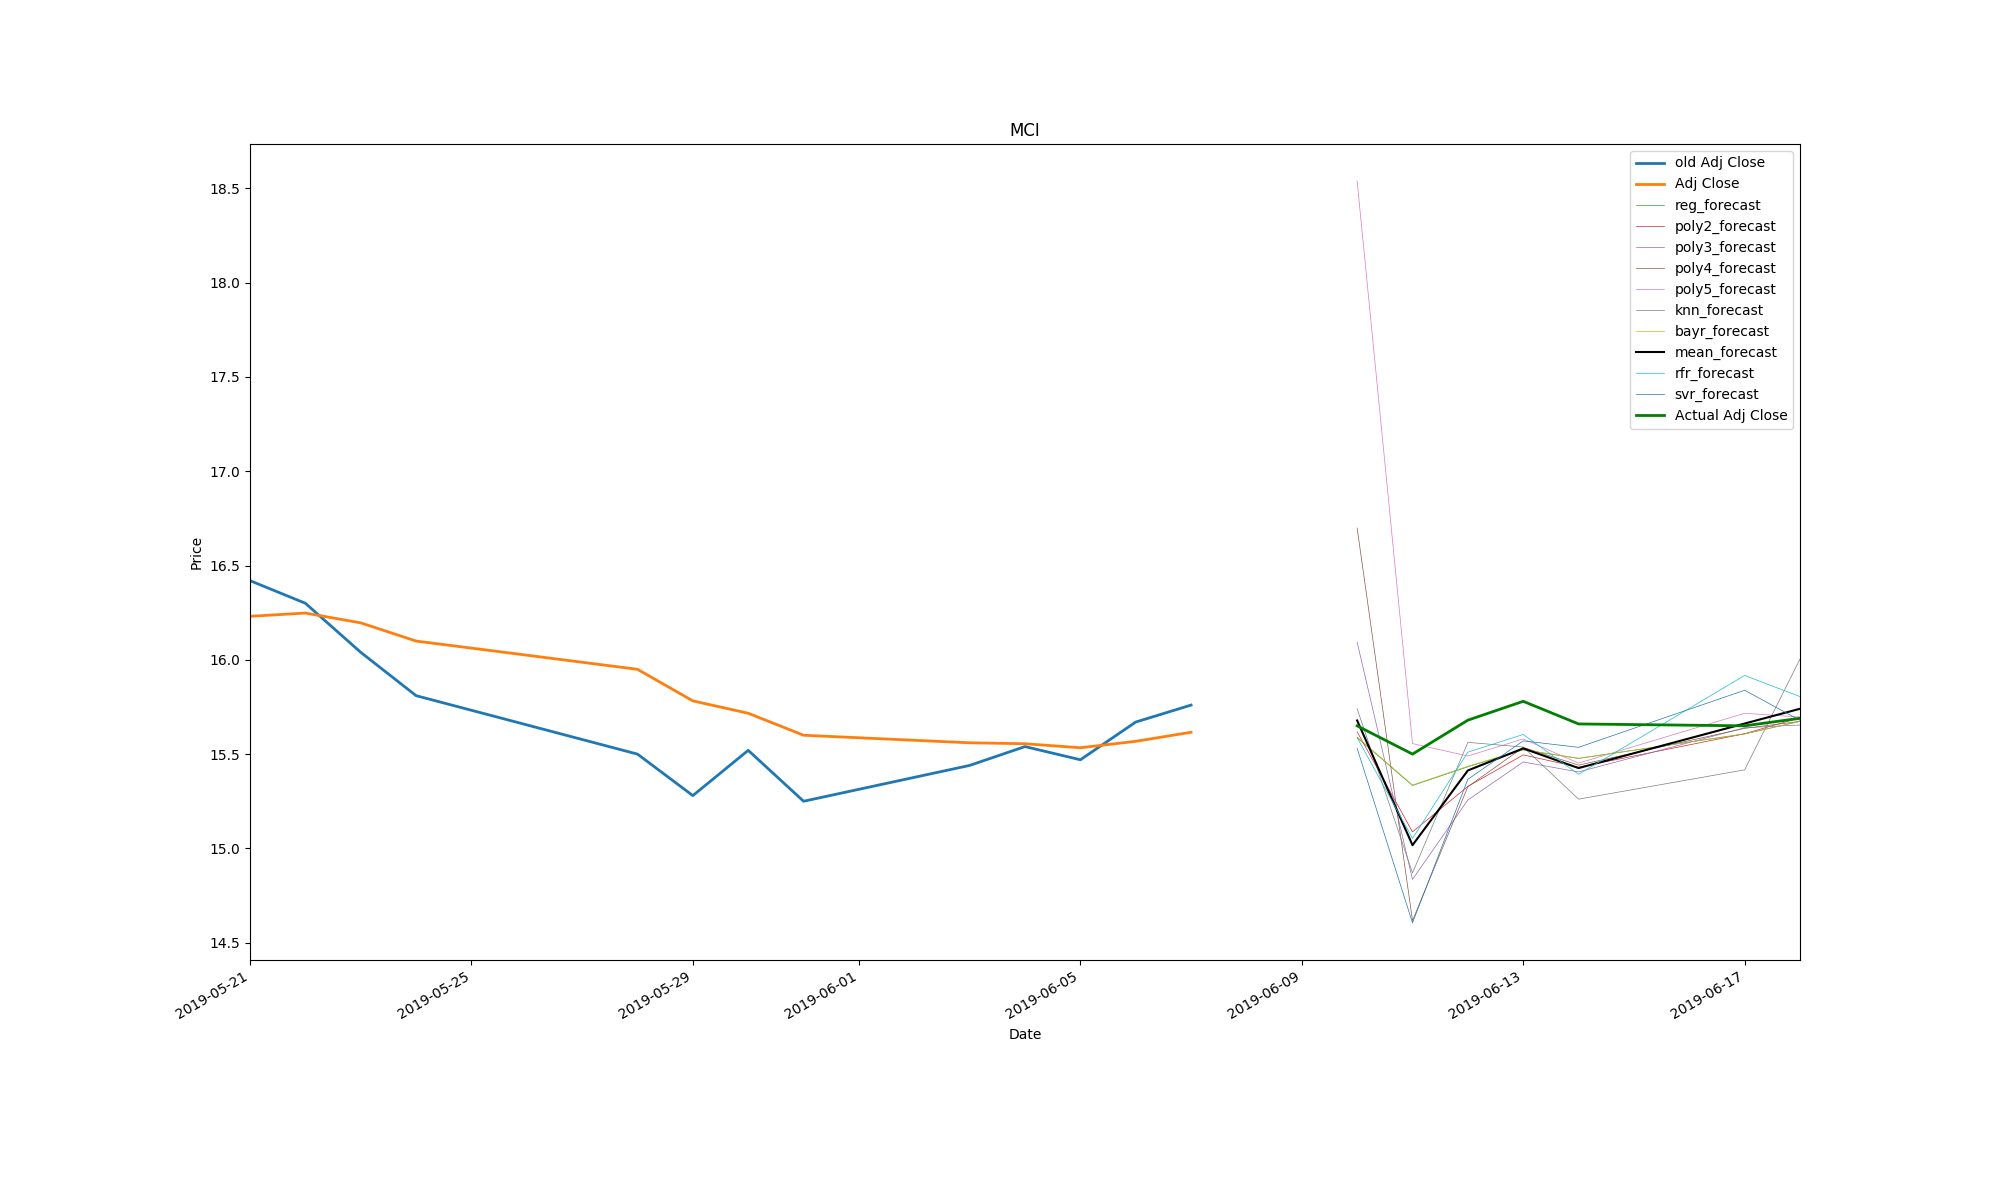 MCI
18.5
18.0
17.5
17.0
16.5
16.0
15.5
15.0
14.5
Price
old Adj Close
Adj Close
reg_forecast
poly2_forecast
poly3_forecast
poly4_forecast
poly5_forecast
knn_forecast
bayr_forecast
mean_forecast
rfr_forecast
svr_forecast
Actual Adj Close
2019-05-21
2019-05-25
2019-05-29
2019-06-01
2019-06-05
2019-06-09
2019-06-13
2019-06-17
Date